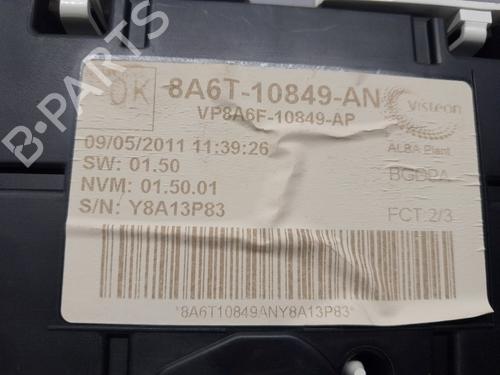 B-PARTS
OK
8A6T-10849-AN
VP8A6F-10849-AP
Visteon
ALBA Plant
09/05/2011 11:39:26
SW: 01.50
BGDPA
NVM: 01.50.01
S/N: Y8A13P83
FCT:2/3
*8A6T10849ANY8A13P83*